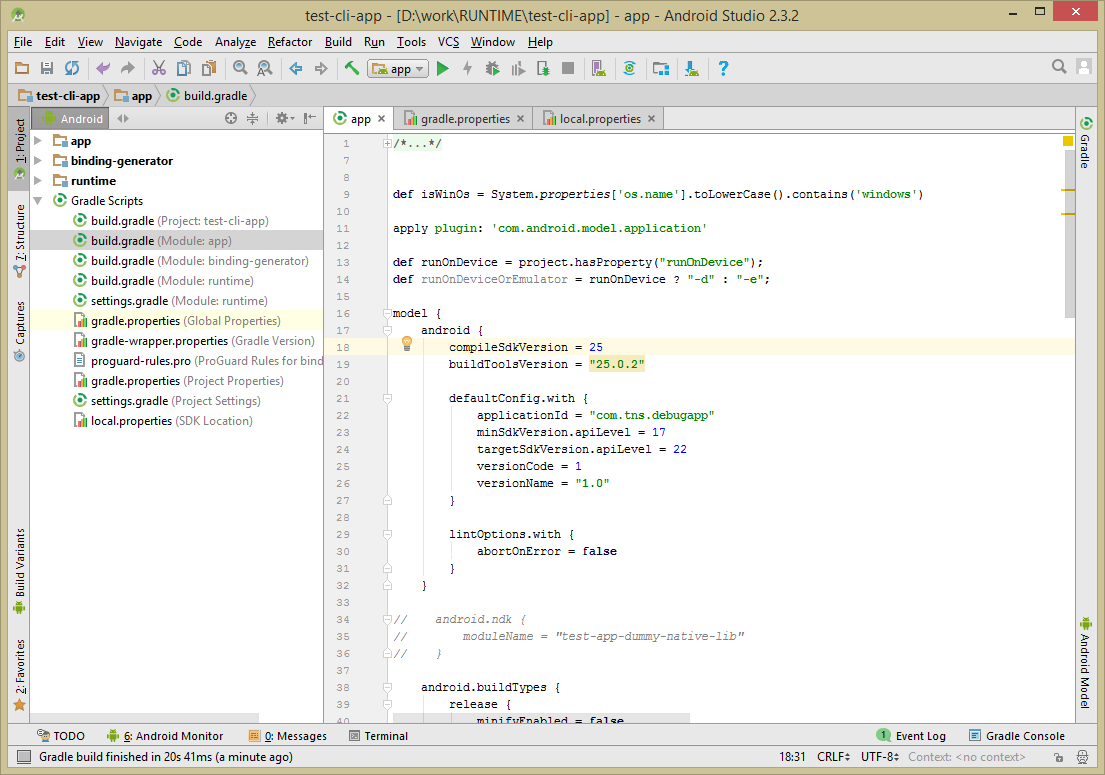 test-cli-app - [D:\work\RUNTIME\test-cli-app] - app - Android Studio 2.3.2
File Edit View Navigate Code Analyze Refactor Build Run Tools VCS Window Help
app
test-cli-app app build.gradle
1: Project
7: Structure
Captures
Build Variants
2: Favorites
Android
app
binding-generator
runtime
Gradle Scripts
build.gradle (Project: test-cli-app)
build.gradle (Module: app)
build.gradle (Module: binding-generator)
build.gradle (Module: runtime)
settings.gradle (Module: runtime)
gradle.properties (Global Properties)
gradle-wrapper.properties (Gradle Version)
proguard-rules.pro (ProGuard Rules for bind
gradle.properties (Project Properties)
settings.gradle (Project Settings)
local.properties (SDK Location)
app gradle.properties local.properties
1 /*...*/
7
8
9 def isWinOs = System.properties['os.name'].toLowerCase().contains('windows')
10
11 apply plugin: 'com.android.model.application'
12
13 def runOnDevice = project.hasProperty("runOnDevice");
14 def runOnDeviceOrEmulator = runOnDevice ? "-d" : "-e";
15
16 model {
17 android {
18 compileSdkVersion = 25
19 buildToolsVersion = "25.0.2"
20
21 defaultConfig.with {
22 applicationId = "com.tns.debugapp"
23 minSdkVersion.apiLevel = 17
24 targetSdkVersion.apiLevel = 22
25 versionCode = 1
26 versionName = "1.0"
27 }
28
29 lintOptions.with {
30 abortOnError = false
31 }
32 }
33
34 // android.ndk {
35 // moduleName = "test-app-dummy-native-lib"
36 // }
37
38 android.buildTypes {
39 release {
40 minifyEnabled = false
Gradle
Android Model
TODO 6: Android Monitor 0: Messages Terminal 1 Event Log Gradle Console
Gradle build finished in 20s 41ms (a minute ago) 18:31 CRLF UTF-8 Context: <no context>